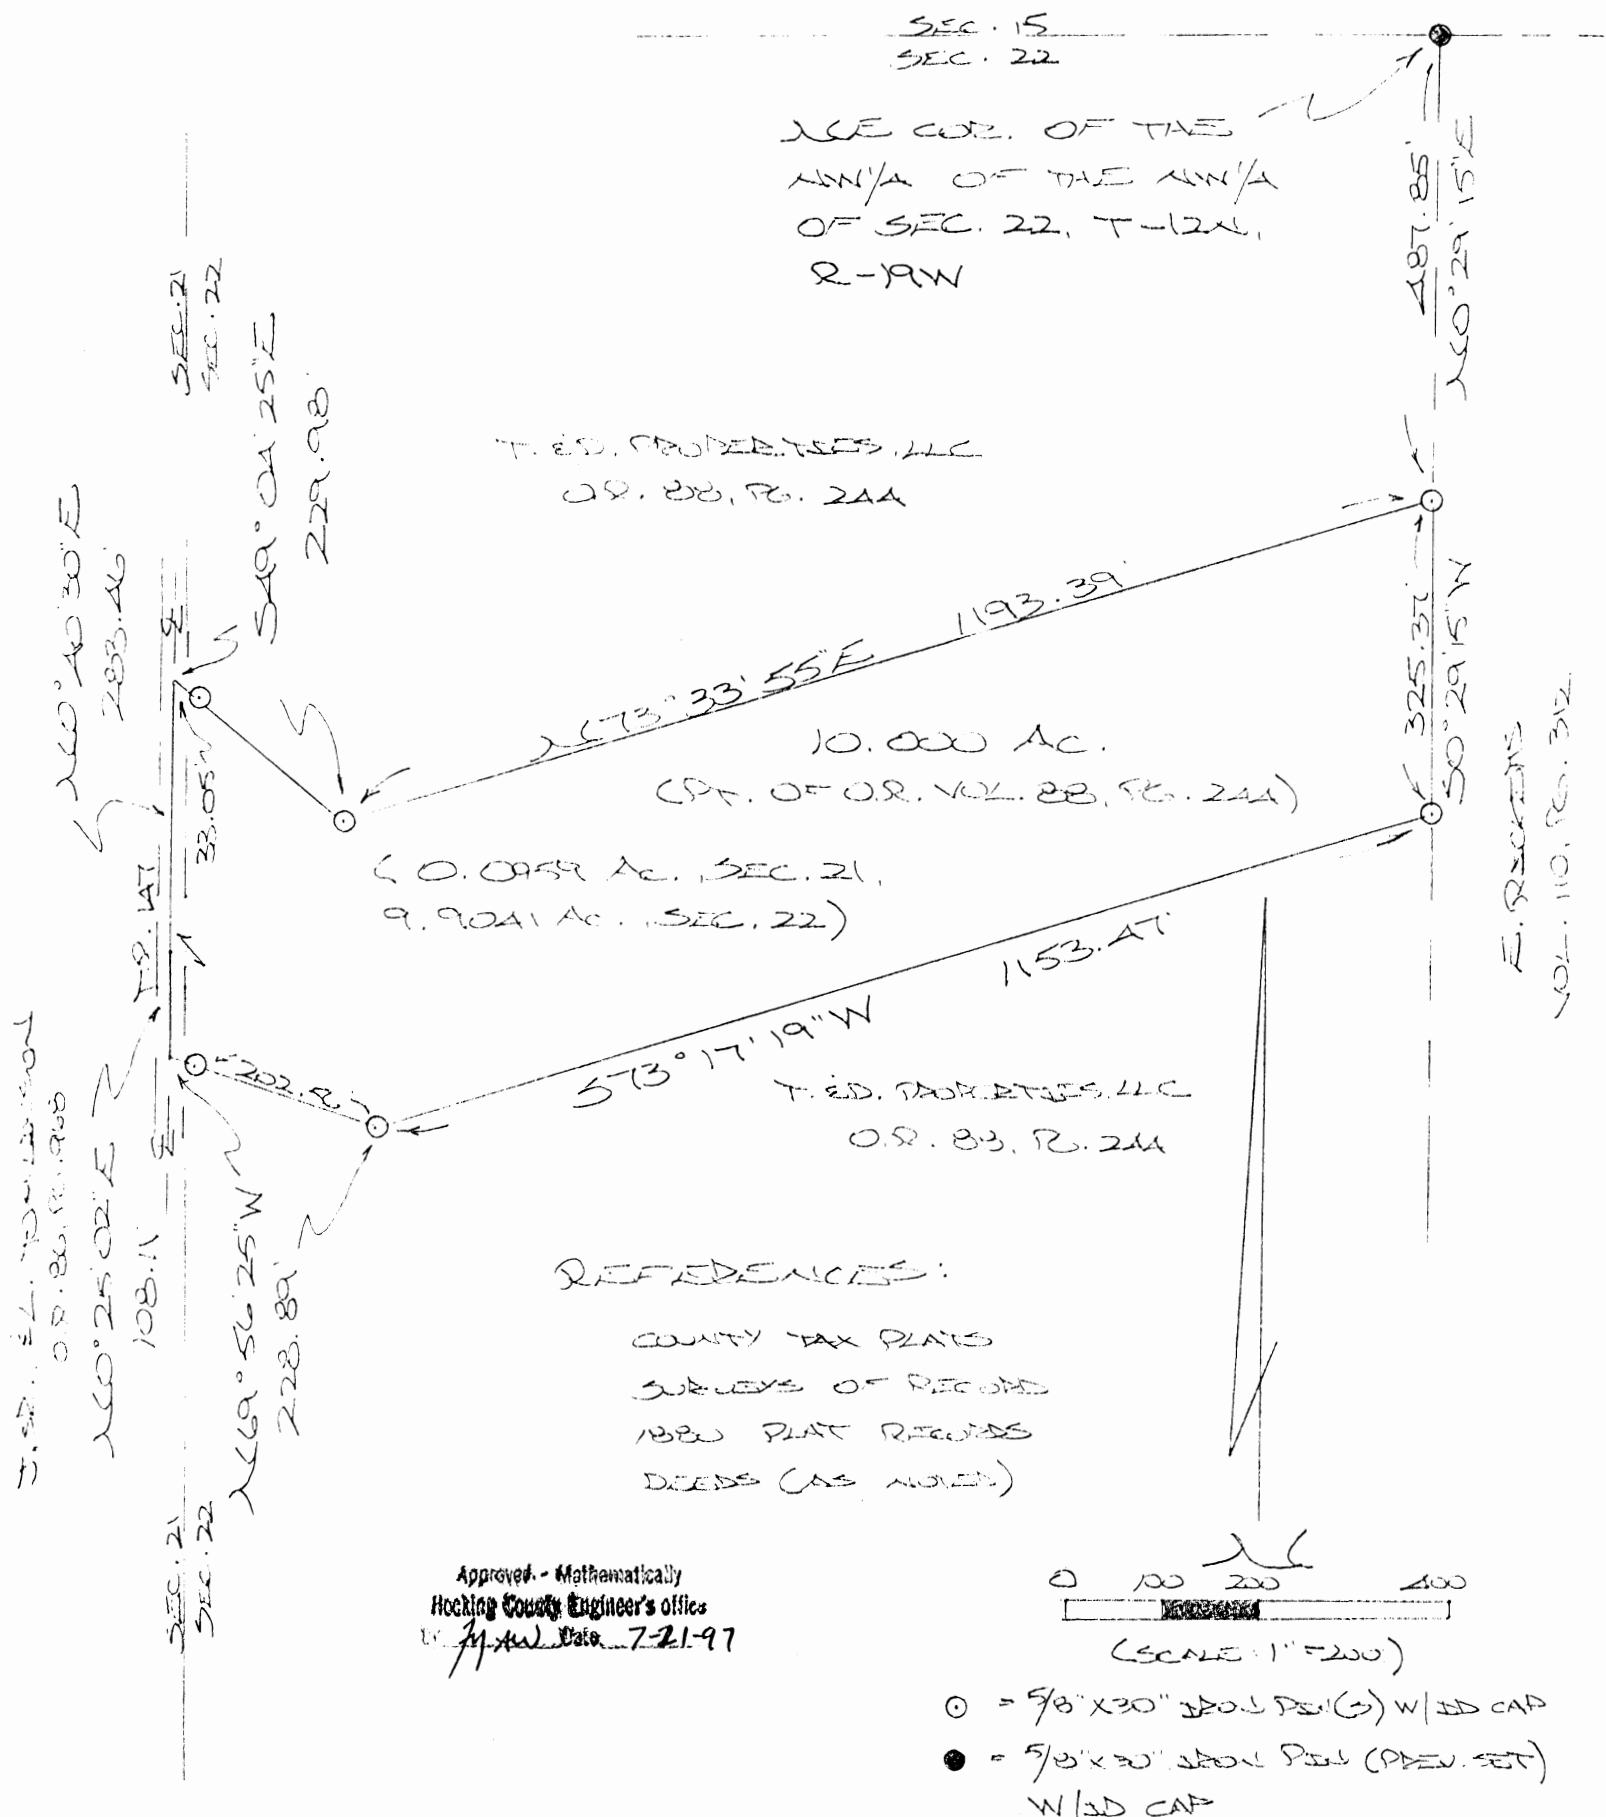 SEC. 15
SEC. 22
NE COR. OF THE
NW1/4 OF THE NW1/4
OF SEC. 22, T-12N,
R-19W
487.85'
N0°29'15"E
SEC. 21
SEC. 22
S49°04'25"E
229.98'
T. & D. PROPERTIES, LLC
O.R. 88, PG. 244
N0°40'30"E
283.46'
1193.39'
N73°33'55"E
325.37'
S0°29'15"W
10.000 AC.
(PT. OF O.R. VOL. 88, PG. 244)
33.05'
(0.0959 AC. SEC. 21,
9.9041 AC. SEC. 22)
E. RICKETTS
VOL. 110, PG. 312
T.R. 147
1153.47'
S73°17'19"W
T. & D. PROPERTIES, LLC
O.R. 88, PG. 244
O.R. 86, PG. 968
N0°25'02"E
108.11'
N69°56'25"W
228.89'
REFERENCES:
COUNTY TAX PLATS
SURVEYS OF RECORD
1880 PLAT RECORDS
DEEDS (AS NOTED)
SEC. 21
SEC. 22
Approved - Mathematically
Hocking County Engineer's office
Date 7-21-97
N
0 100 200 400
(SCALE: 1"=200')
= 5/8"X30" IRON PIN(S) W/ID CAP
= 5/8"X30" IRON PIN (PREV. SET)
W/ID CAP